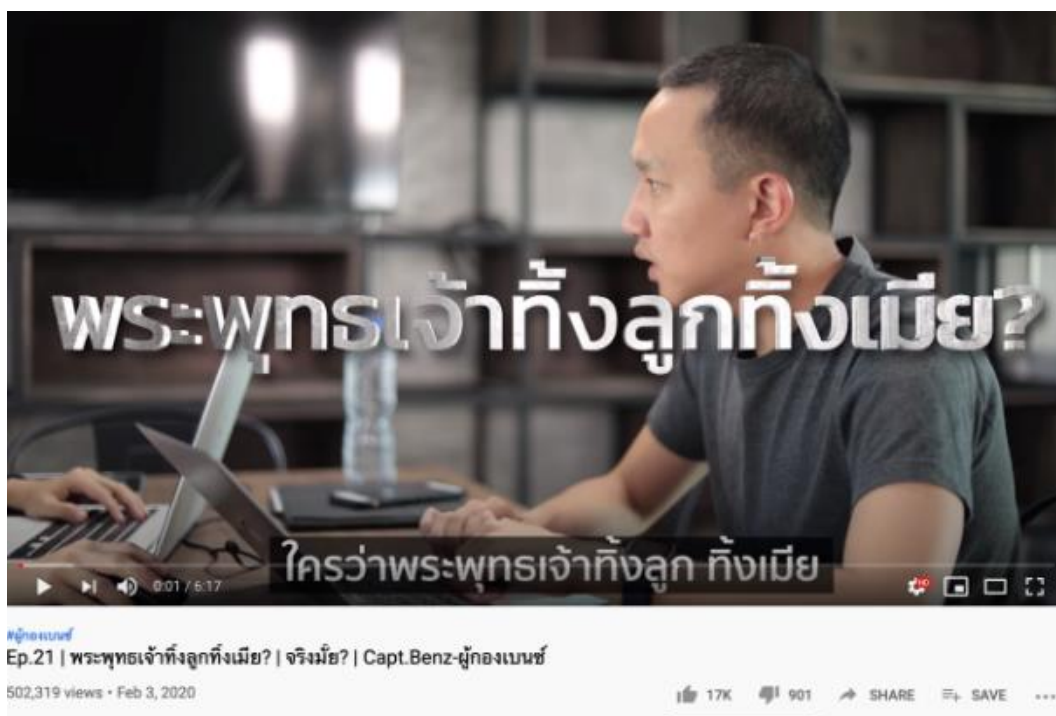 พระพุทธเจ้าทิ้งลูกทิ้งเมีย?
ใครว่าพระพุทธเจ้าทิ้งลูก ทิ้งเมีย
0:01 / 6:17
HD
#ผู้กองเบนซ์
Ep.21 | พระพุทธเจ้าทิ้งลูกทิ้งเมีย? | จริงมั้ย? | Capt.Benz-ผู้กองเบนซ์
502,319 views • Feb 3, 2020
17K 901 SHARE SAVE